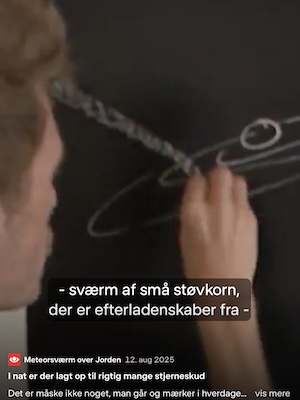 - sværm af små støvkorn,
der er efterladenskaber fra -
Meteorsværm over Jorden 12. aug 2025
I nat er der lagt op til rigtig mange stjerneskud
Det er måske ikke noget, man går og mærker i hverdage... vis mere